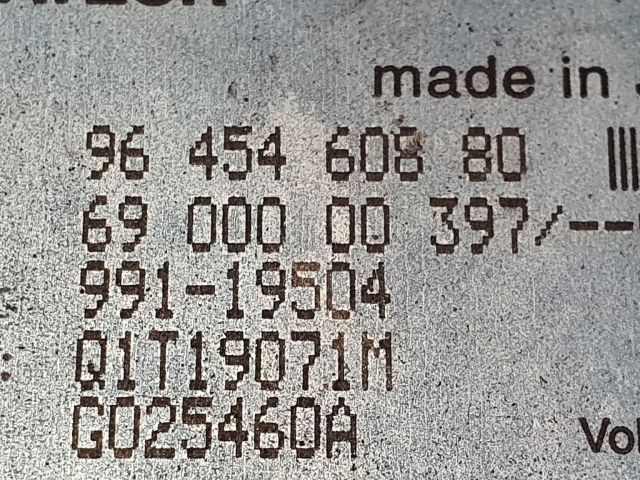 made in
96 454 608 80
69 000 00 397/--
991-19504
Q1T19071M
G025460A